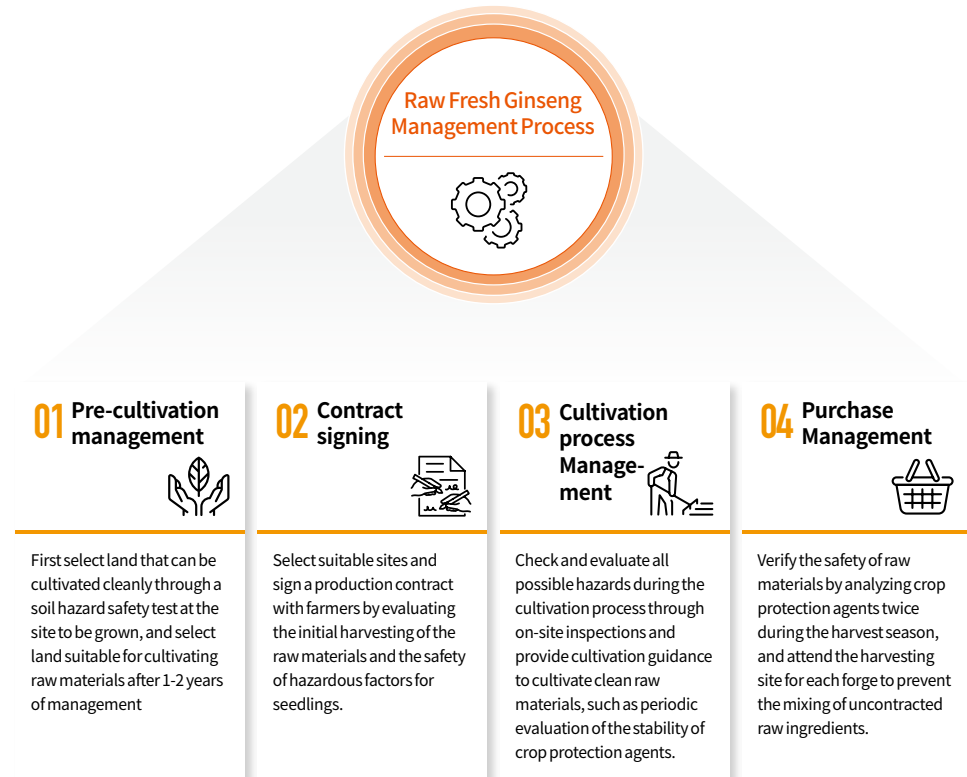 Raw Fresh Ginseng
Management Process
01 Pre-cultivation
management
First select land that can be
cultivated cleanly through a
soil hazard safety test at the
site to be grown, and select
land suitable for cultivating
raw materials after 1-2 years
of management
02 Contract
signing
Select suitable sites and
sign a production contract
with farmers by evaluating
the initial harvesting of the
raw materials and the safety
of hazardous factors for
seedlings.
03 Cultivation
process
Manage-
ment
Check and evaluate all
possible hazards during the
cultivation process through
on-site inspections and
provide cultivation guidance
to cultivate clean raw
materials, such as periodic
evaluation of the stability of
crop protection agents.
04 Purchase
Management
Verify the safety of raw
materials by analyzing crop
protection agents twice
during the harvest season,
and attend the harvesting
site for each forge to prevent
the mixing of uncontracted
raw ingredients.